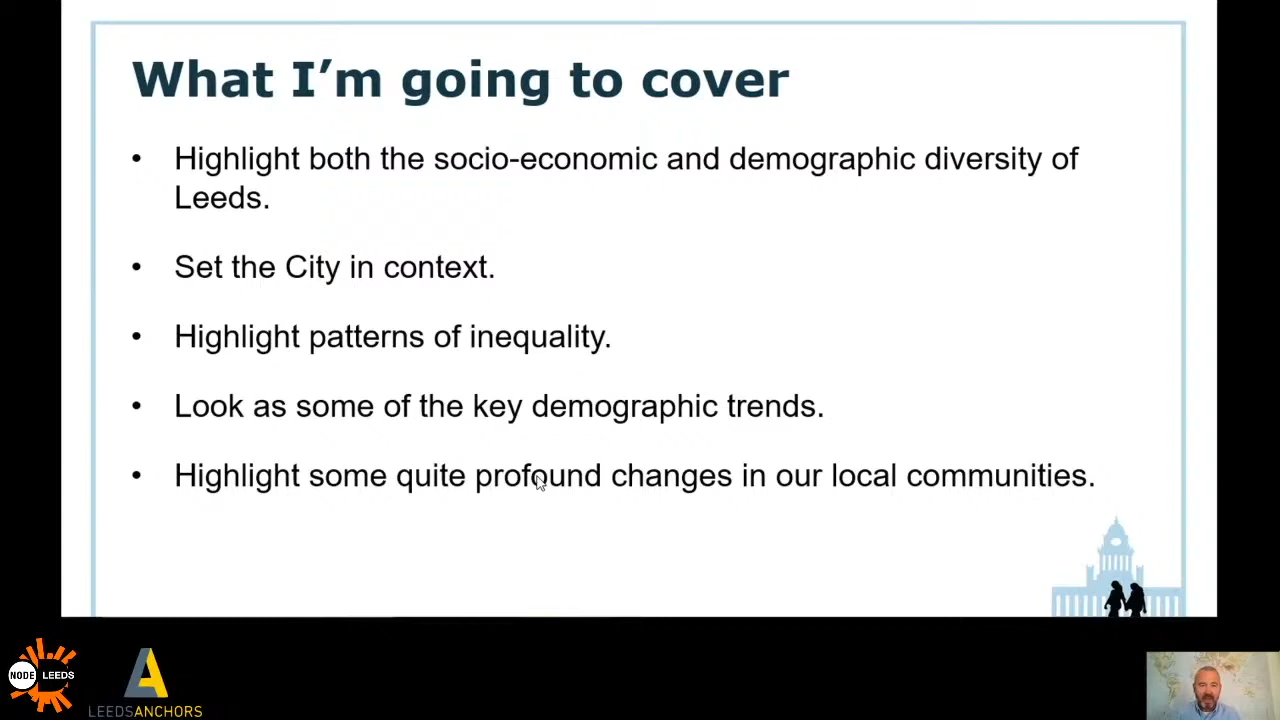 What I’m going to cover
• Highlight both the socio-economic and demographic diversity of
Leeds.
• Set the City in context.
• Highlight patterns of inequality.
• Look as some of the key demographic trends.
• Highlight some quite profound changes in our local communities.
NODE LEEDS
LEEDSANCHORS